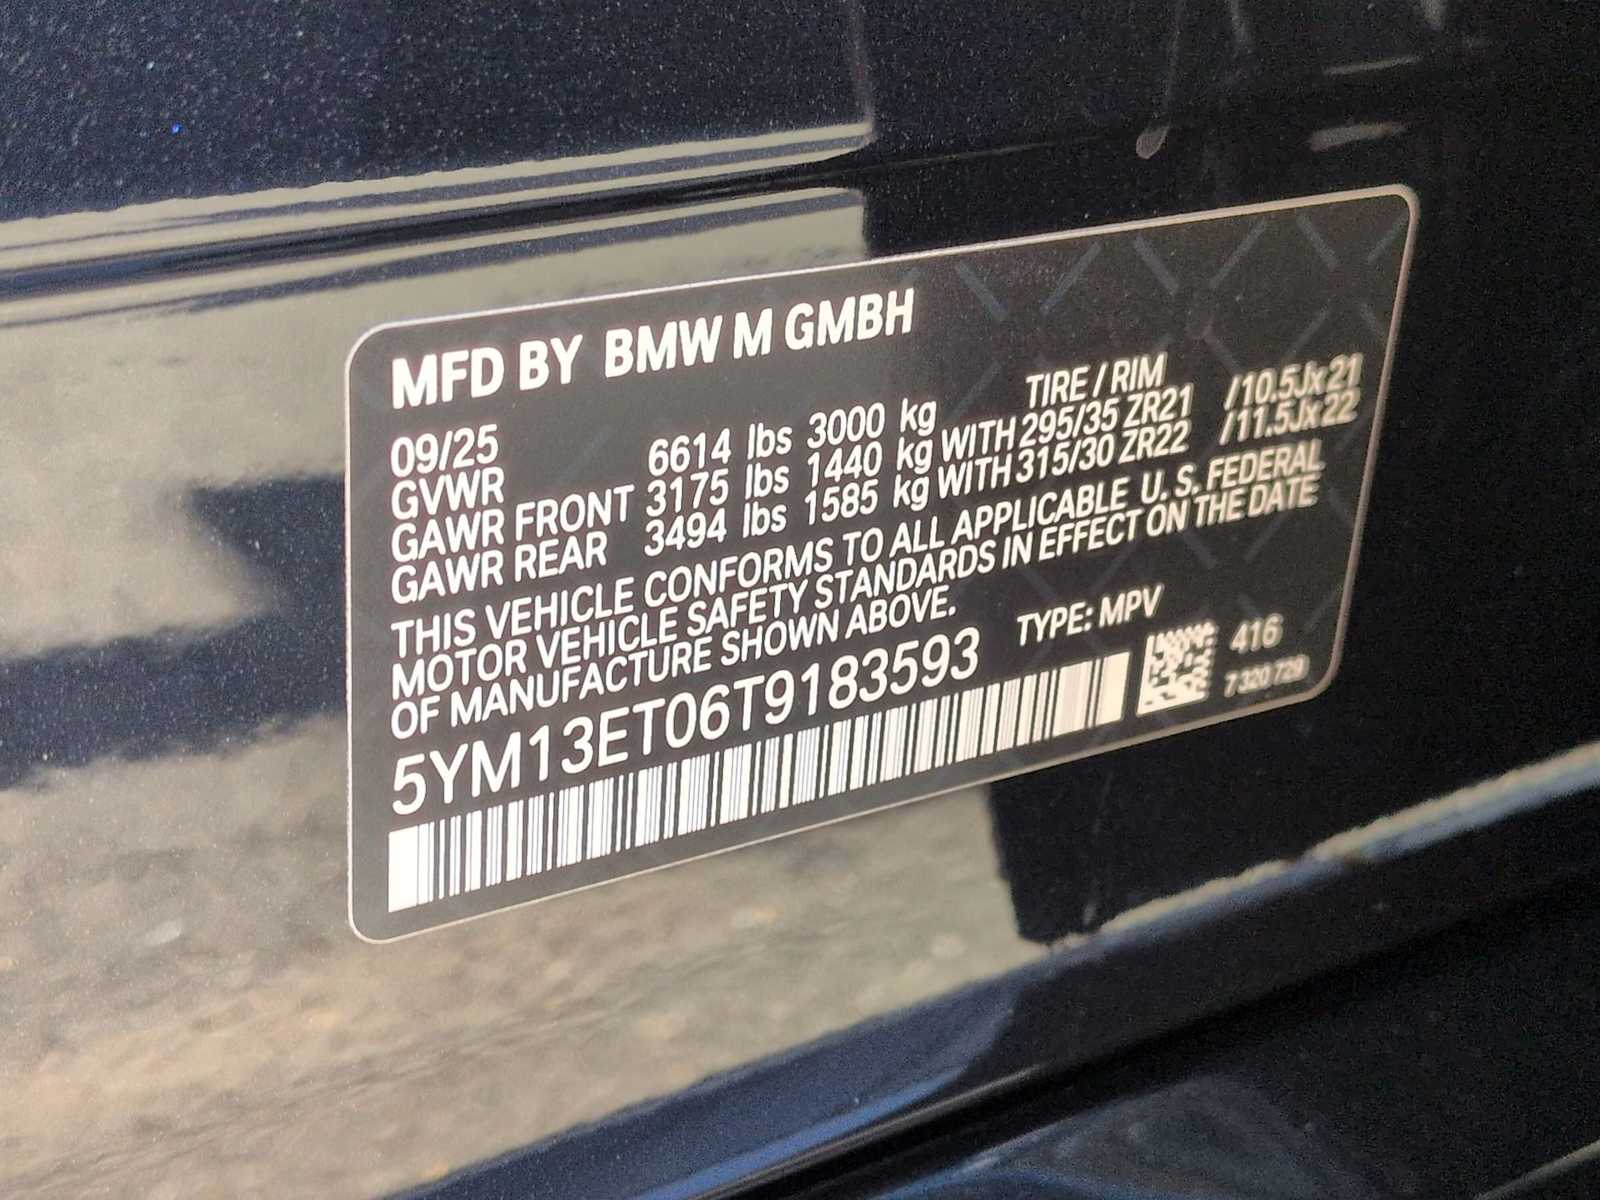 MFD BY BMW M GMBH
09/25 TIRE / RIM
GVWR 6614 lbs 3000 kg
GAWR FRONT 3175 lbs 1440 kg WITH 295/35 ZR21 /10.5Jx21
GAWR REAR 3494 lbs 1585 kg WITH 315/30 ZR22 /11.5Jx22
THIS VEHICLE CONFORMS TO ALL APPLICABLE U. S. FEDERAL
MOTOR VEHICLE SAFETY STANDARDS IN EFFECT ON THE DATE
OF MANUFACTURE SHOWN ABOVE.
5YM13ET06T9183593 TYPE: MPV
416
7 320 729